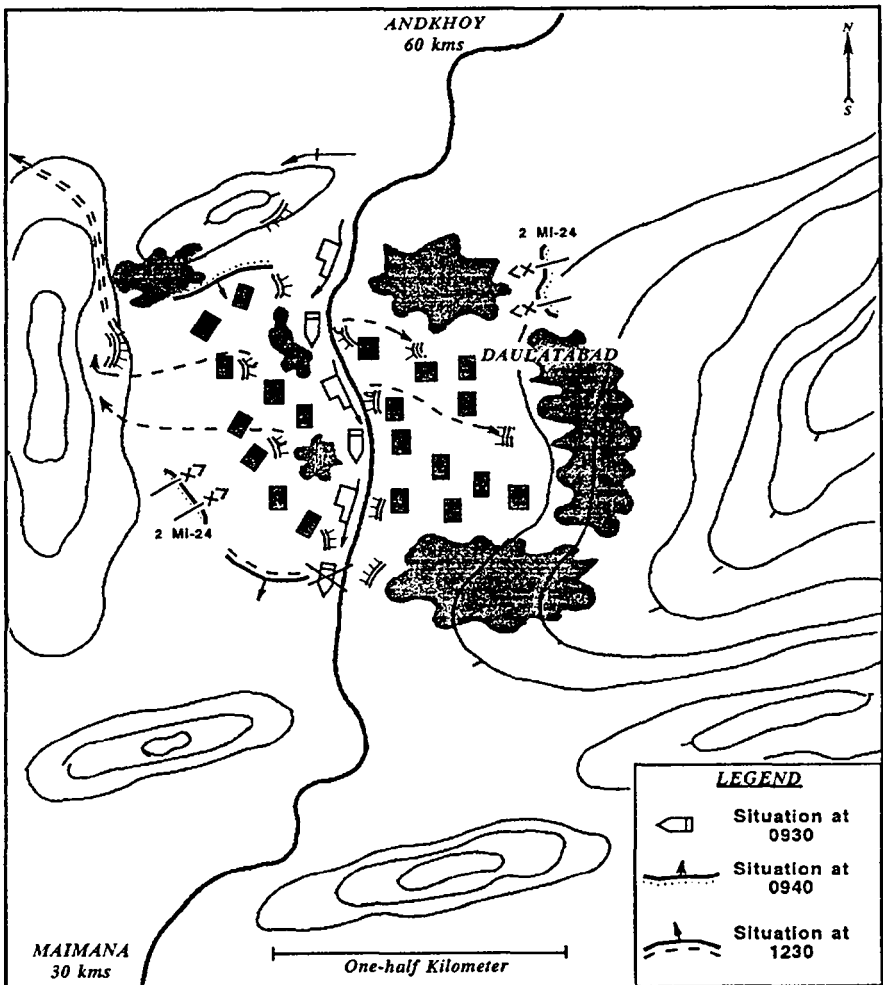 ANDKHOY
60 kms
N
S
2 MI-24
DAULATABAD
2 MI-24
LEGEND
Situation at
0930
Situation at
0940
Situation at
1230
MAIMANA
30 kms
One-half Kilometer